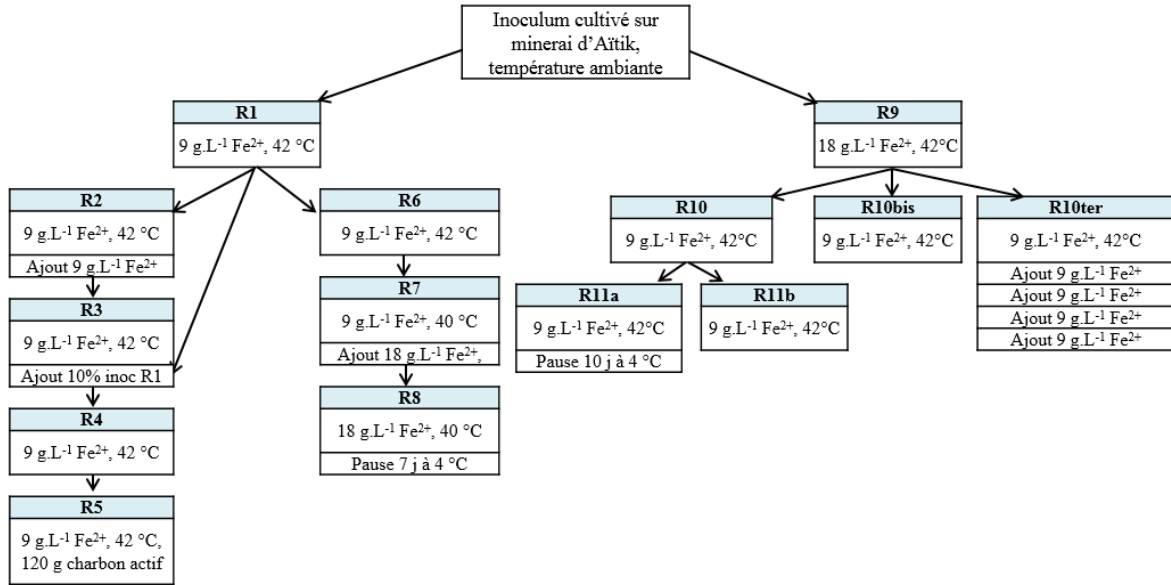 Inoculum cultivé sur
minerai d’Aïtik,
température ambiante
R1
9 g.L⁻¹ Fe²⁺, 42 °C
R2
9 g.L⁻¹ Fe²⁺, 42 °C
Ajout 9 g.L⁻¹ Fe²⁺
R3
9 g.L⁻¹ Fe²⁺, 42 °C
Ajout 10% inoc R1
R4
9 g.L⁻¹ Fe²⁺, 42 °C
R5
9 g.L⁻¹ Fe²⁺, 42 °C,
120 g charbon actif
R6
9 g.L⁻¹ Fe²⁺, 42 °C
R7
9 g.L⁻¹ Fe²⁺, 40 °C
Ajout 18 g.L⁻¹ Fe²⁺,
R8
18 g.L⁻¹ Fe²⁺, 40 °C
Pause 7 j à 4 °C
R9
18 g.L⁻¹ Fe²⁺, 42°C
R10
9 g.L⁻¹ Fe²⁺, 42°C
R11a
9 g.L⁻¹ Fe²⁺, 42°C
Pause 10 j à 4 °C
R11b
9 g.L⁻¹ Fe²⁺, 42°C
R10bis
9 g.L⁻¹ Fe²⁺, 42°C
R10ter
9 g.L⁻¹ Fe²⁺, 42°C
Ajout 9 g.L⁻¹ Fe²⁺
Ajout 9 g.L⁻¹ Fe²⁺
Ajout 9 g.L⁻¹ Fe²⁺
Ajout 9 g.L⁻¹ Fe²⁺